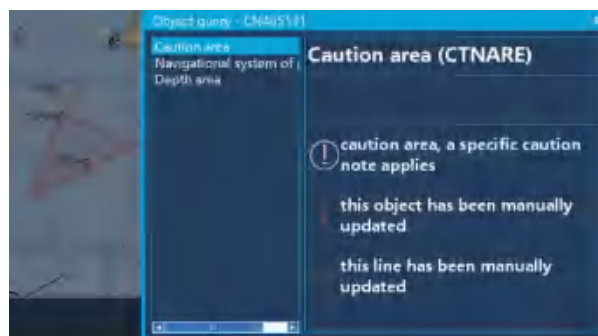 Object query -
Caution area
Navigational system of
Depth area
Caution area (CTNARE)
caution area, a specific caution
note applies
this object has been manually
updated
this line has been manually
updated